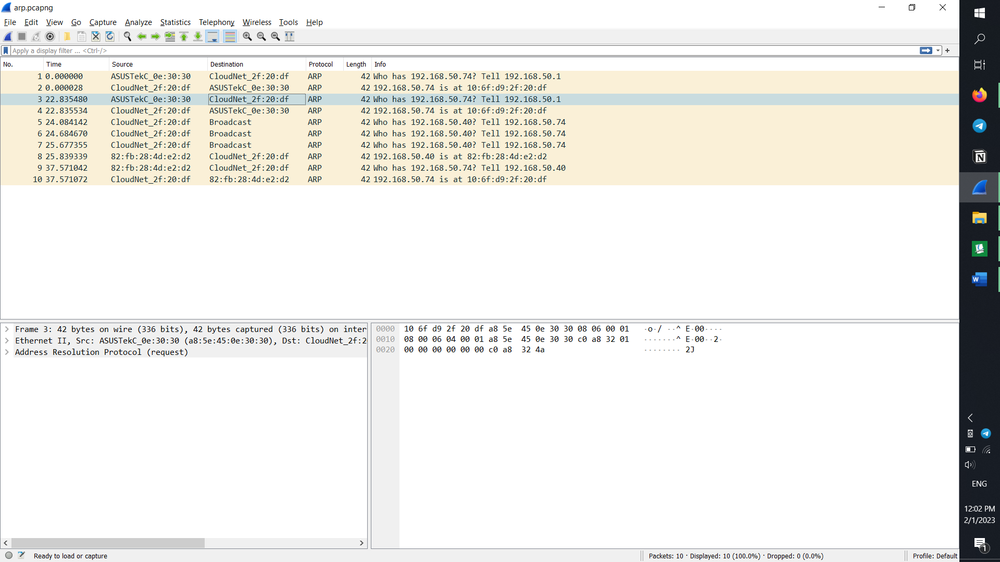 arp.pcapng
File Edit View Go Capture Analyze Statistics Telephony Wireless Tools Help
Apply a display filter ... <Ctrl-/>
No. Time Source Destination Protocol Length Info
1 0.000000 ASUSTekC_0e:30:30 CloudNet_2f:20:df ARP 42 Who has 192.168.50.74? Tell 192.168.50.1
2 0.000028 CloudNet_2f:20:df ASUSTekC_0e:30:30 ARP 42 192.168.50.74 is at 10:6f:d9:2f:20:df
3 22.835480 ASUSTekC_0e:30:30 CloudNet_2f:20:df ARP 42 Who has 192.168.50.74? Tell 192.168.50.1
4 22.835534 CloudNet_2f:20:df ASUSTekC_0e:30:30 ARP 42 192.168.50.74 is at 10:6f:d9:2f:20:df
5 24.084142 CloudNet_2f:20:df Broadcast ARP 42 Who has 192.168.50.40? Tell 192.168.50.74
6 24.684670 CloudNet_2f:20:df Broadcast ARP 42 Who has 192.168.50.40? Tell 192.168.50.74
7 25.677355 CloudNet_2f:20:df Broadcast ARP 42 Who has 192.168.50.40? Tell 192.168.50.74
8 25.839339 82:fb:28:4d:e2:d2 CloudNet_2f:20:df ARP 42 192.168.50.40 is at 82:fb:28:4d:e2:d2
9 37.571042 82:fb:28:4d:e2:d2 CloudNet_2f:20:df ARP 42 Who has 192.168.50.74? Tell 192.168.50.40
10 37.571072 CloudNet_2f:20:df 82:fb:28:4d:e2:d2 ARP 42 192.168.50.74 is at 10:6f:d9:2f:20:df
Frame 3: 42 bytes on wire (336 bits), 42 bytes captured (336 bits) on inter
Ethernet II, Src: ASUSTekC_0e:30:30 (a8:5e:45:0e:30:30), Dst: CloudNet_2f:2
Address Resolution Protocol (request)
0000 10 6f d9 2f 20 df a8 5e 45 0e 30 30 08 06 00 01 ·o·/ ··^ E·00····
0010 08 00 06 04 00 01 a8 5e 45 0e 30 30 c0 a8 32 01 ·······^ E·00··2·
0020 00 00 00 00 00 00 c0 a8 32 4a ········ 2J
Ready to load or capture
Packets: 10 · Displayed: 10 (100.0%) · Dropped: 0 (0.0%)
Profile: Default
ENG
12:02 PM
2/1/2023
1